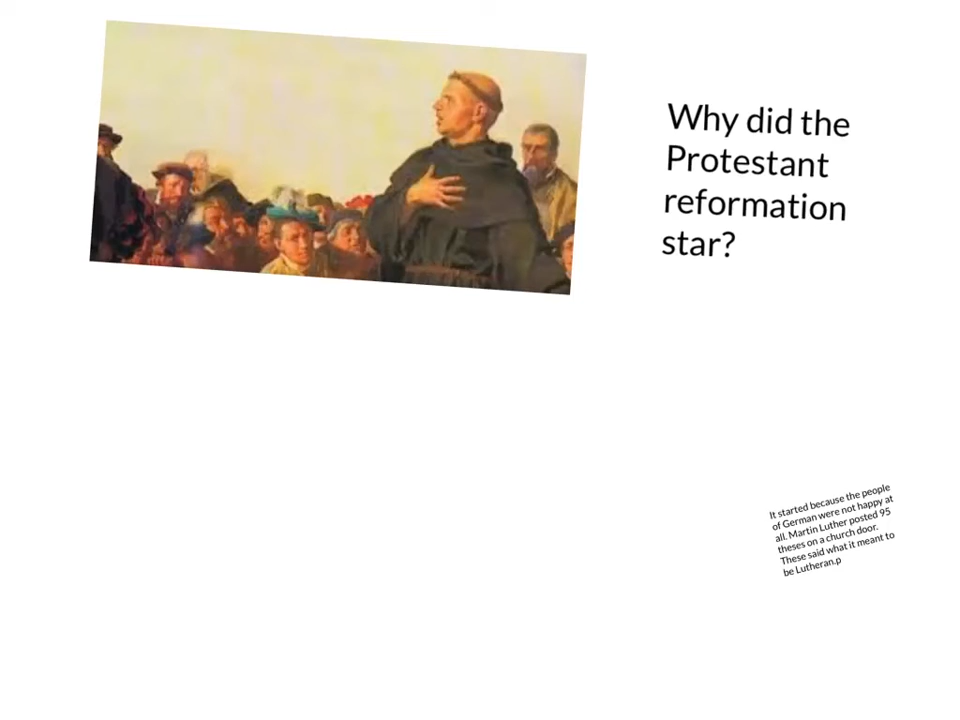 Why did the
Protestant
reformation
star?
It started because the people
of German were not happy at
all. Martin Luther posted 95
theses on a church door.
These said what it meant to
be Lutheran.p